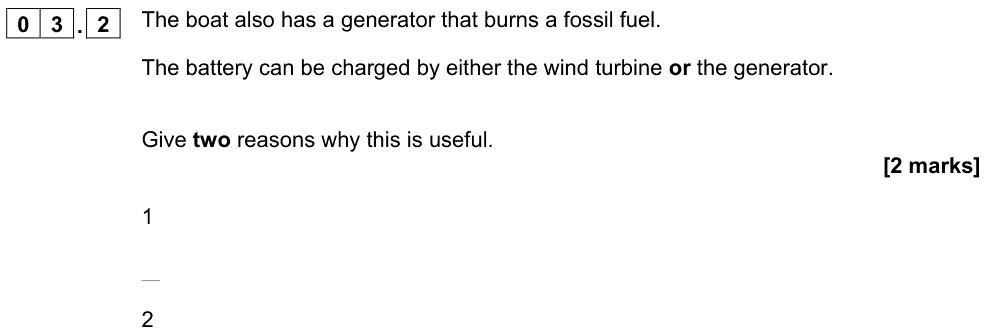 0 3 . 2 The boat also has a generator that burns a fossil fuel.
The battery can be charged by either the wind turbine or the generator.
Give two reasons why this is useful.
[2 marks]
1
2